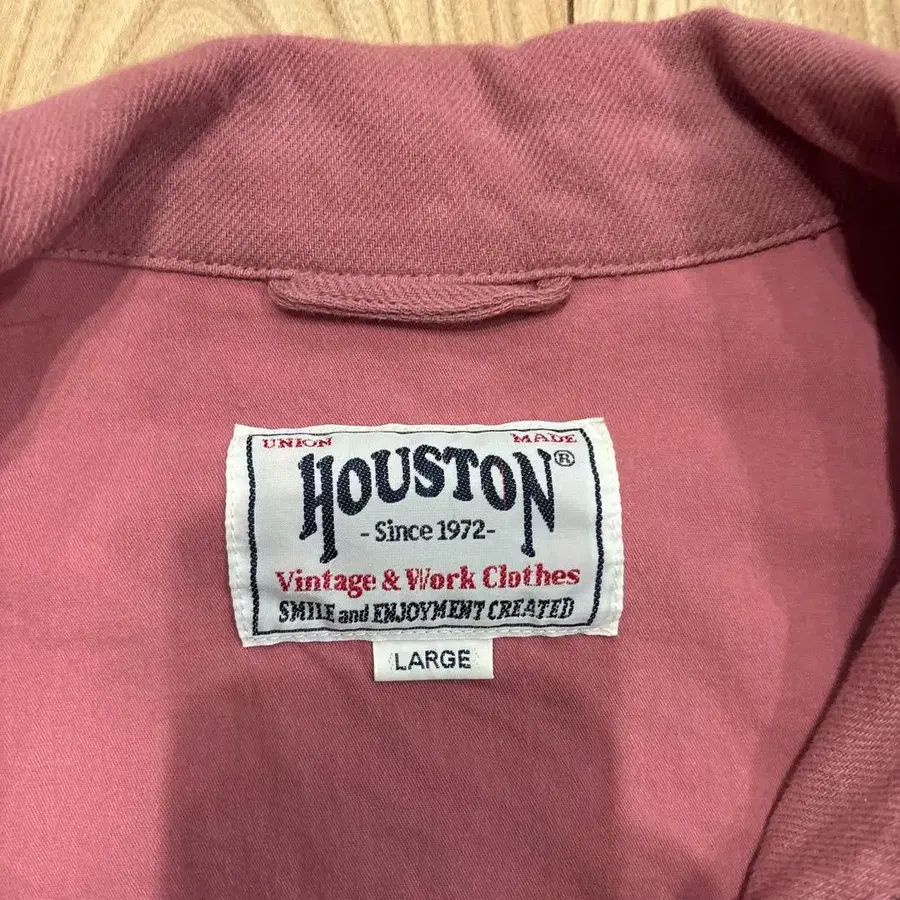 UNION MADE
HOUSTON®
- Since 1972-
Vintage & Work Clothes
SMILE and ENJOYMENT CREATED
LARGE